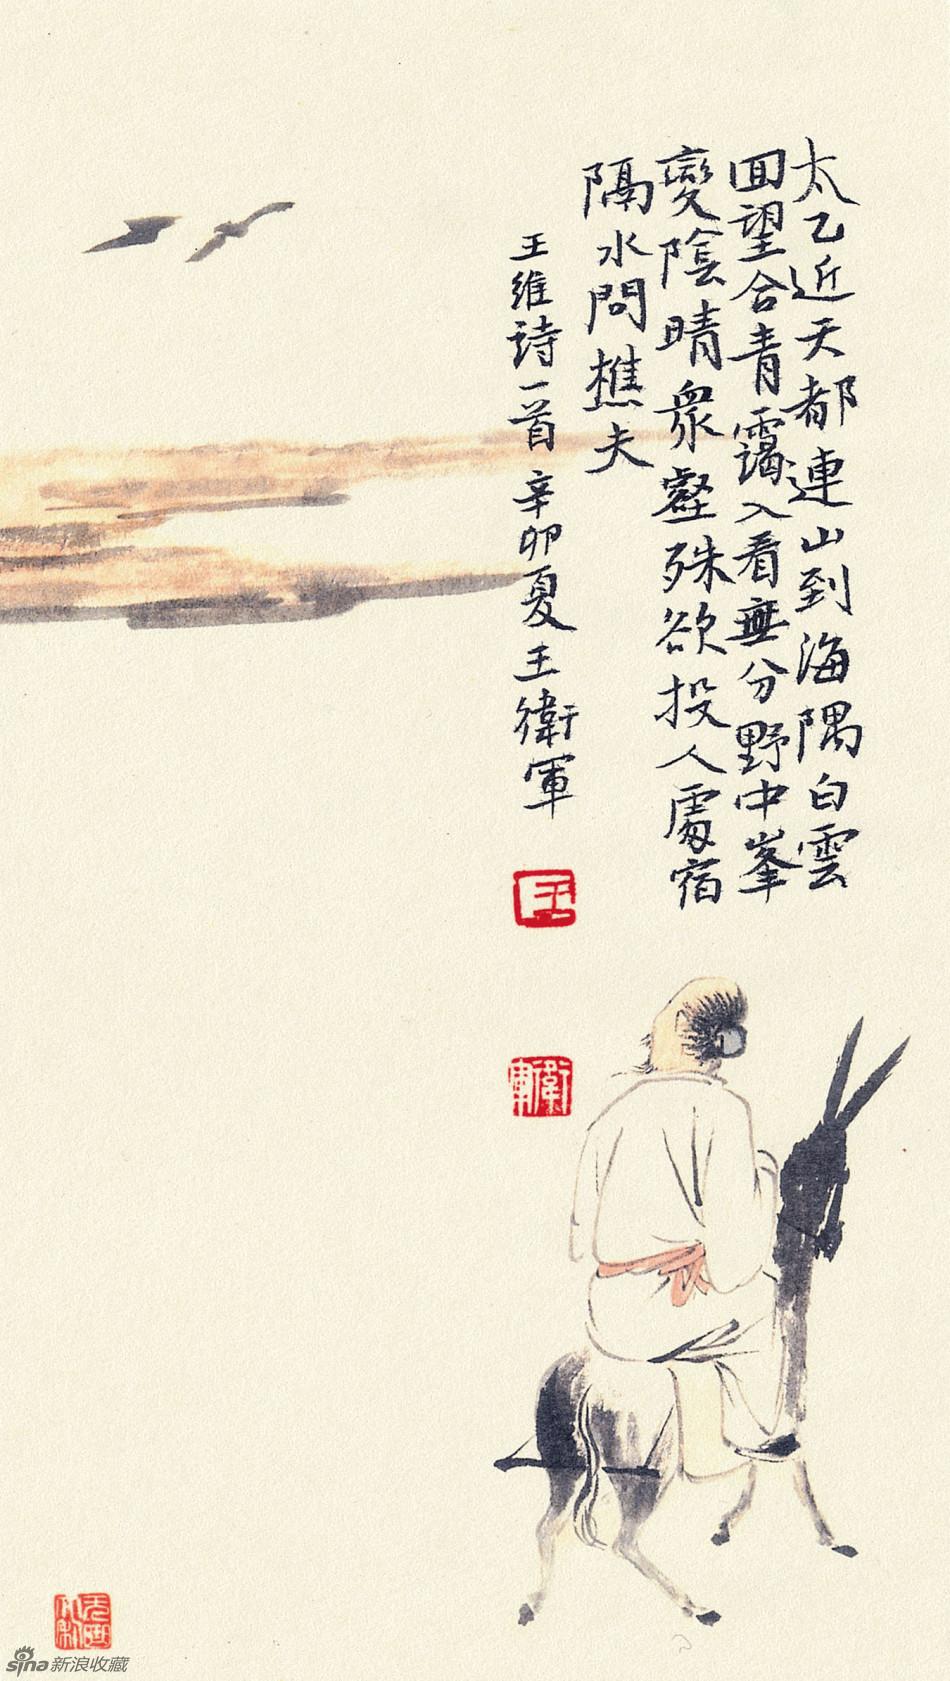 太乙近天都連山到海隅白雲
回望合青靄入看無分野中峯
變陰晴衆壑殊欲投人處宿
隔水問樵夫
王維詩一首 辛卯夏 王衛軍
王
衛軍
sina新浪收藏